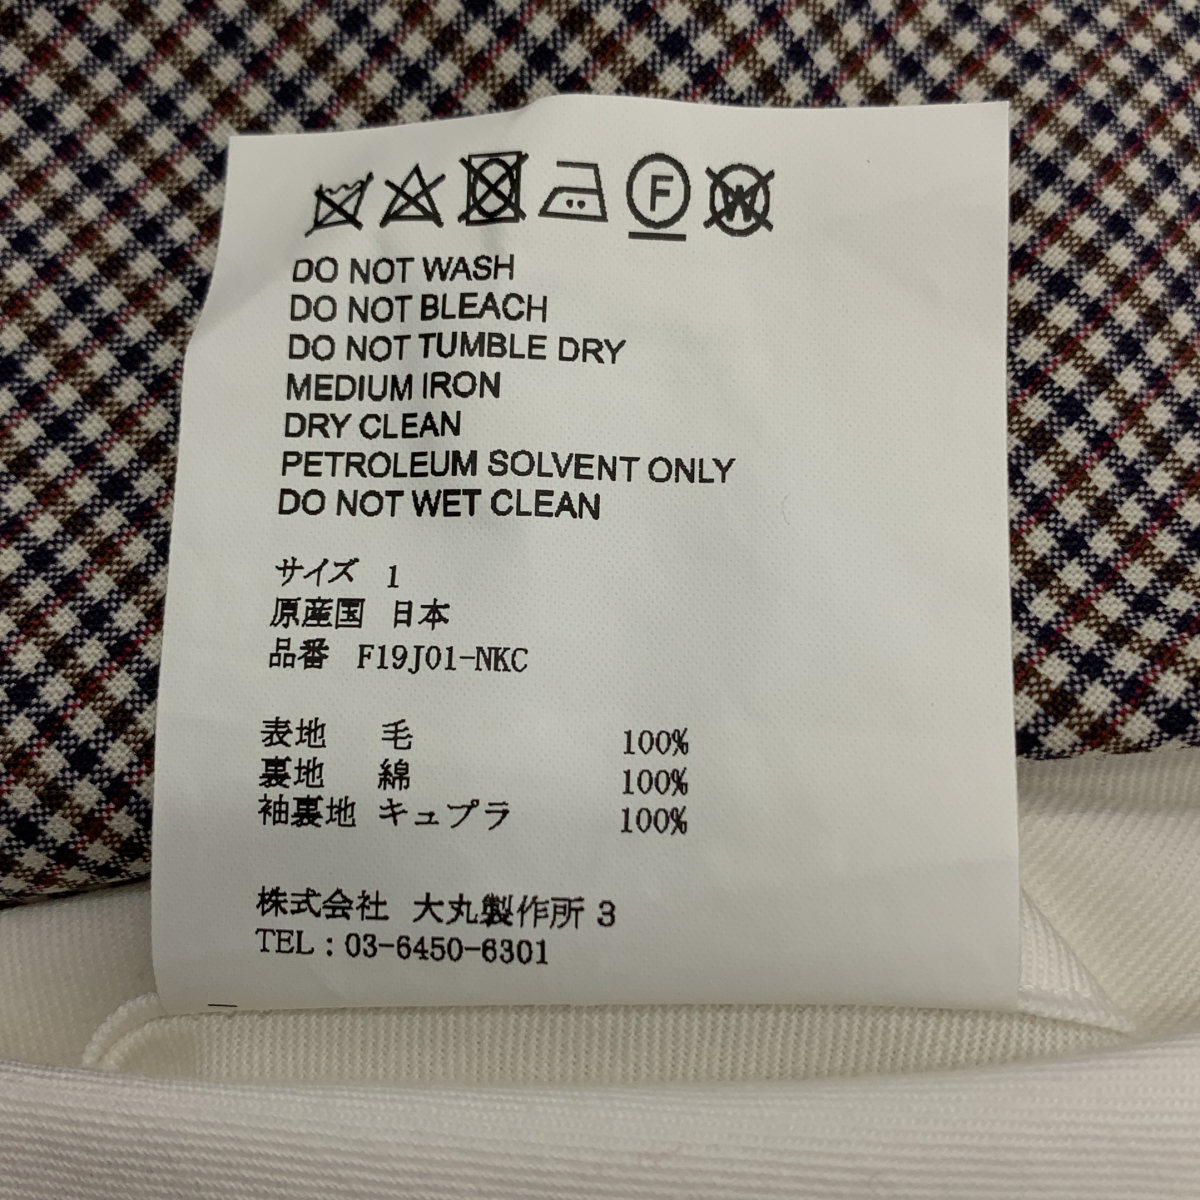 F W
DO NOT WASH
DO NOT BLEACH
DO NOT TUMBLE DRY
MEDIUM IRON
DRY CLEAN
PETROLEUM SOLVENT ONLY
DO NOT WET CLEAN
サイズ 1
原産国 日本
品番 F19J01-NKC
表地 毛 100%
裏地 綿 100%
袖裏地 キュプラ 100%
株式会社 大丸製作所3
TEL：03-6450-6301